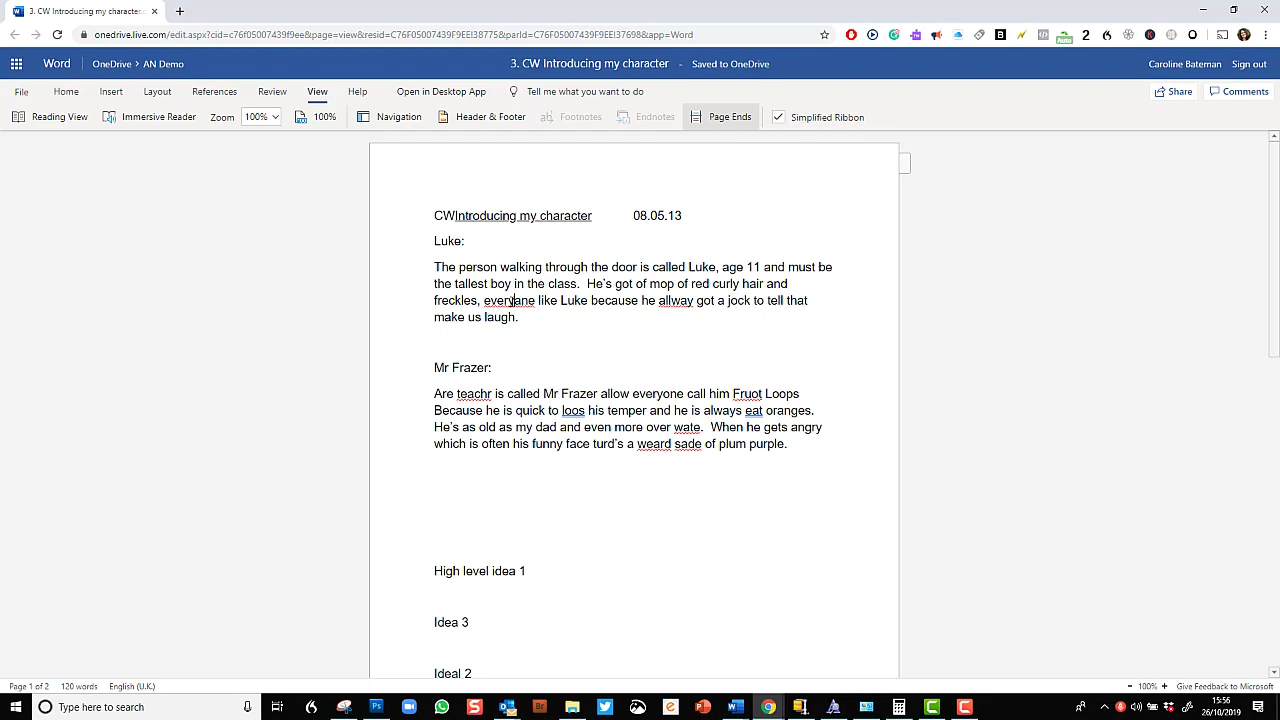 3. CW Introducing my character.
onedrive.live.com/edit.aspx?cid=c76f05007439f9ee&page=view&resid=C76F05007439F9EE!38775&parId=C76F05007439F9EE!37698&app=Word
Word OneDrive > AN Demo 3. CW Introducing my character - Saved to OneDrive Caroline Bateman Sign out
File Home Insert Layout References Review View Help Open in Desktop App Tell me what you want to do Share Comments
Reading View Immersive Reader Zoom 100% 100% Navigation Header & Footer Footnotes Endnotes Page Ends Simplified Ribbon
CWIntroducing my character 08.05.13
Luke:
The person walking through the door is called Luke, age 11 and must be
the tallest boy in the class. He's got of mop of red curly hair and
freckles, everyane like Luke because he allway got a jock to tell that
make us laugh.
Mr Frazer:
Are teachr is called Mr Frazer allow everyone call him Fruot Loops
Because he is quick to loos his temper and he is always eat oranges.
He's as old as my dad and even more over wate. When he gets angry
which is often his funny face turd's a weard sade of plum purple.
High level idea 1
Idea 3
Ideal 2
Page 1 of 2 120 words English (U.K.) 100% Give Feedback to Microsoft
Type here to search
15:56
26/10/2019